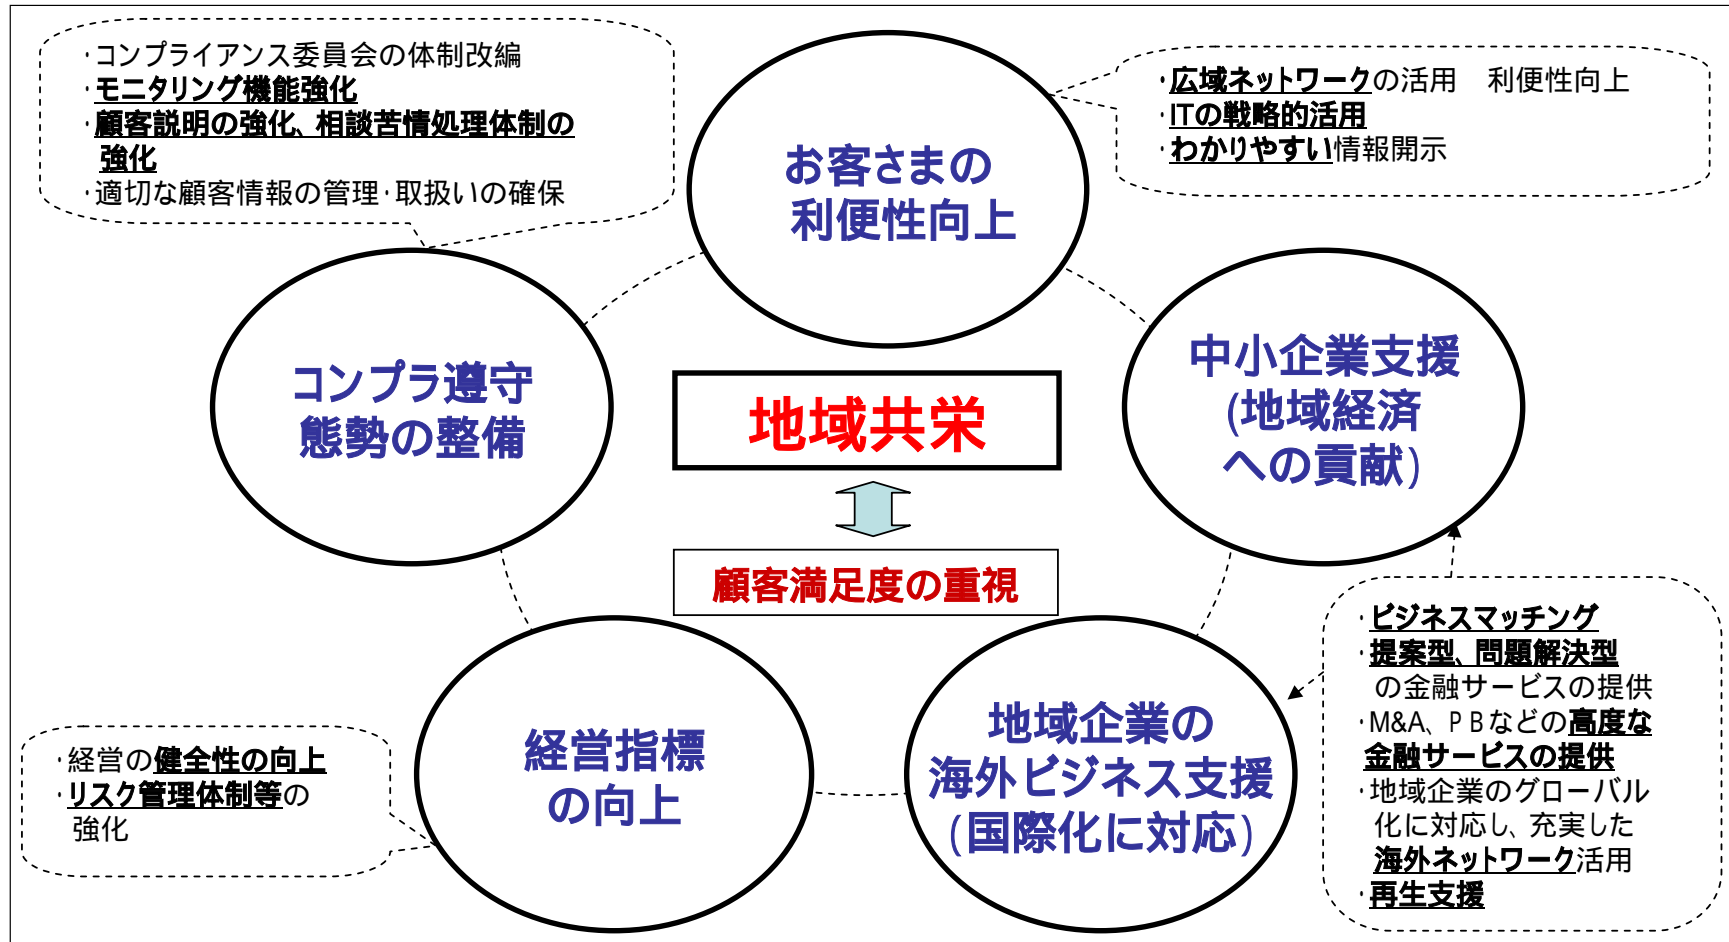 ·コンプライアンス委員会の体制改編
·モニタリング機能強化
·顧客説明の強化、相談苦情処理体制の
強化
·適切な顧客情報の管理·取扱いの確保
·広域ネットワークの活用　利便性向上
·ITの戦略的活用
·わかりやすい情報開示
お客さまの
利便性向上
コンプラ遵守
態勢の整備
中小企業支援
(地域経済
への貢献)
地域共栄
顧客満足度の重視
経営指標
の向上
地域企業の
海外ビジネス支援
(国際化に対応)
·経営の健全性の向上
·リスク管理体制等の
強化
·ビジネスマッチング
·提案型、問題解決型
の金融サービスの提供
·M&A、PBなどの高度な
金融サービスの提供
·地域企業のグローバル
化に対応し、充実した
海外ネットワーク活用
·再生支援